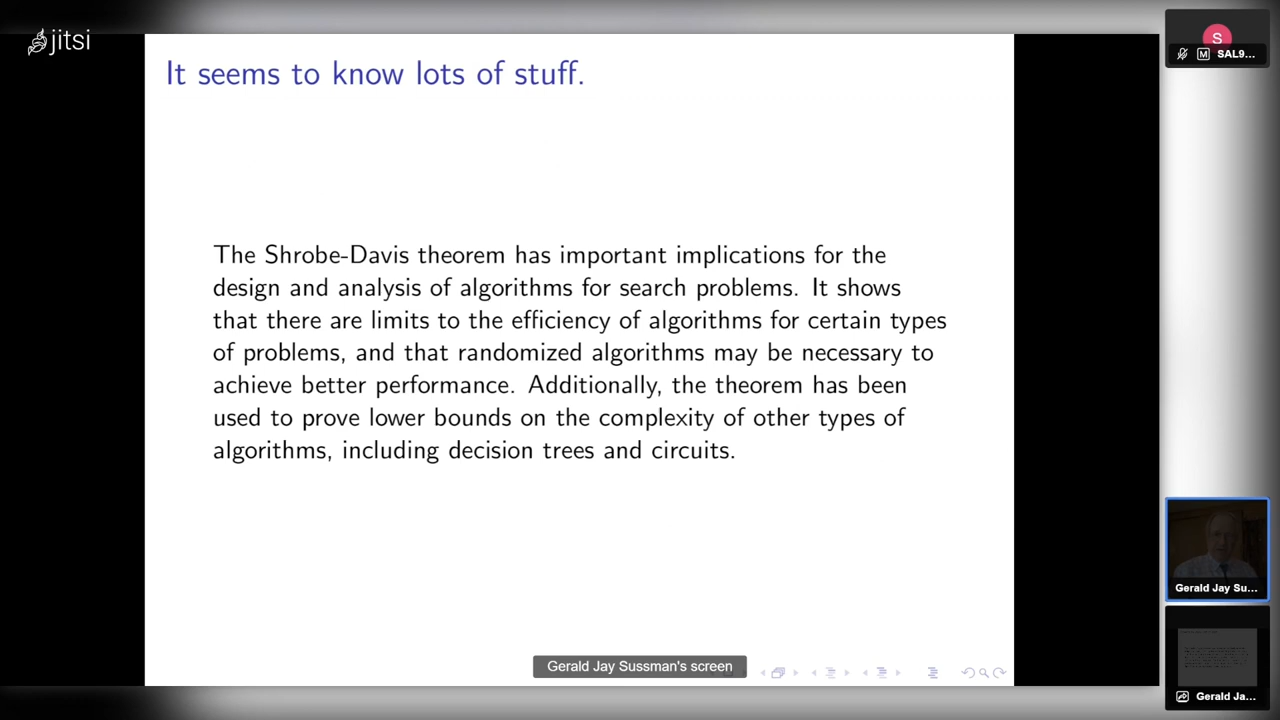 jitsi
It seems to know lots of stuff.
The Shrobe-Davis theorem has important implications for the
design and analysis of algorithms for search problems. It shows
that there are limits to the efficiency of algorithms for certain types
of problems, and that randomized algorithms may be necessary to
achieve better performance. Additionally, the theorem has been
used to prove lower bounds on the complexity of other types of
algorithms, including decision trees and circuits.
Gerald Jay Sussman's screen
S
M SAL9...
Gerald Jay Su...
Gerald Ja...